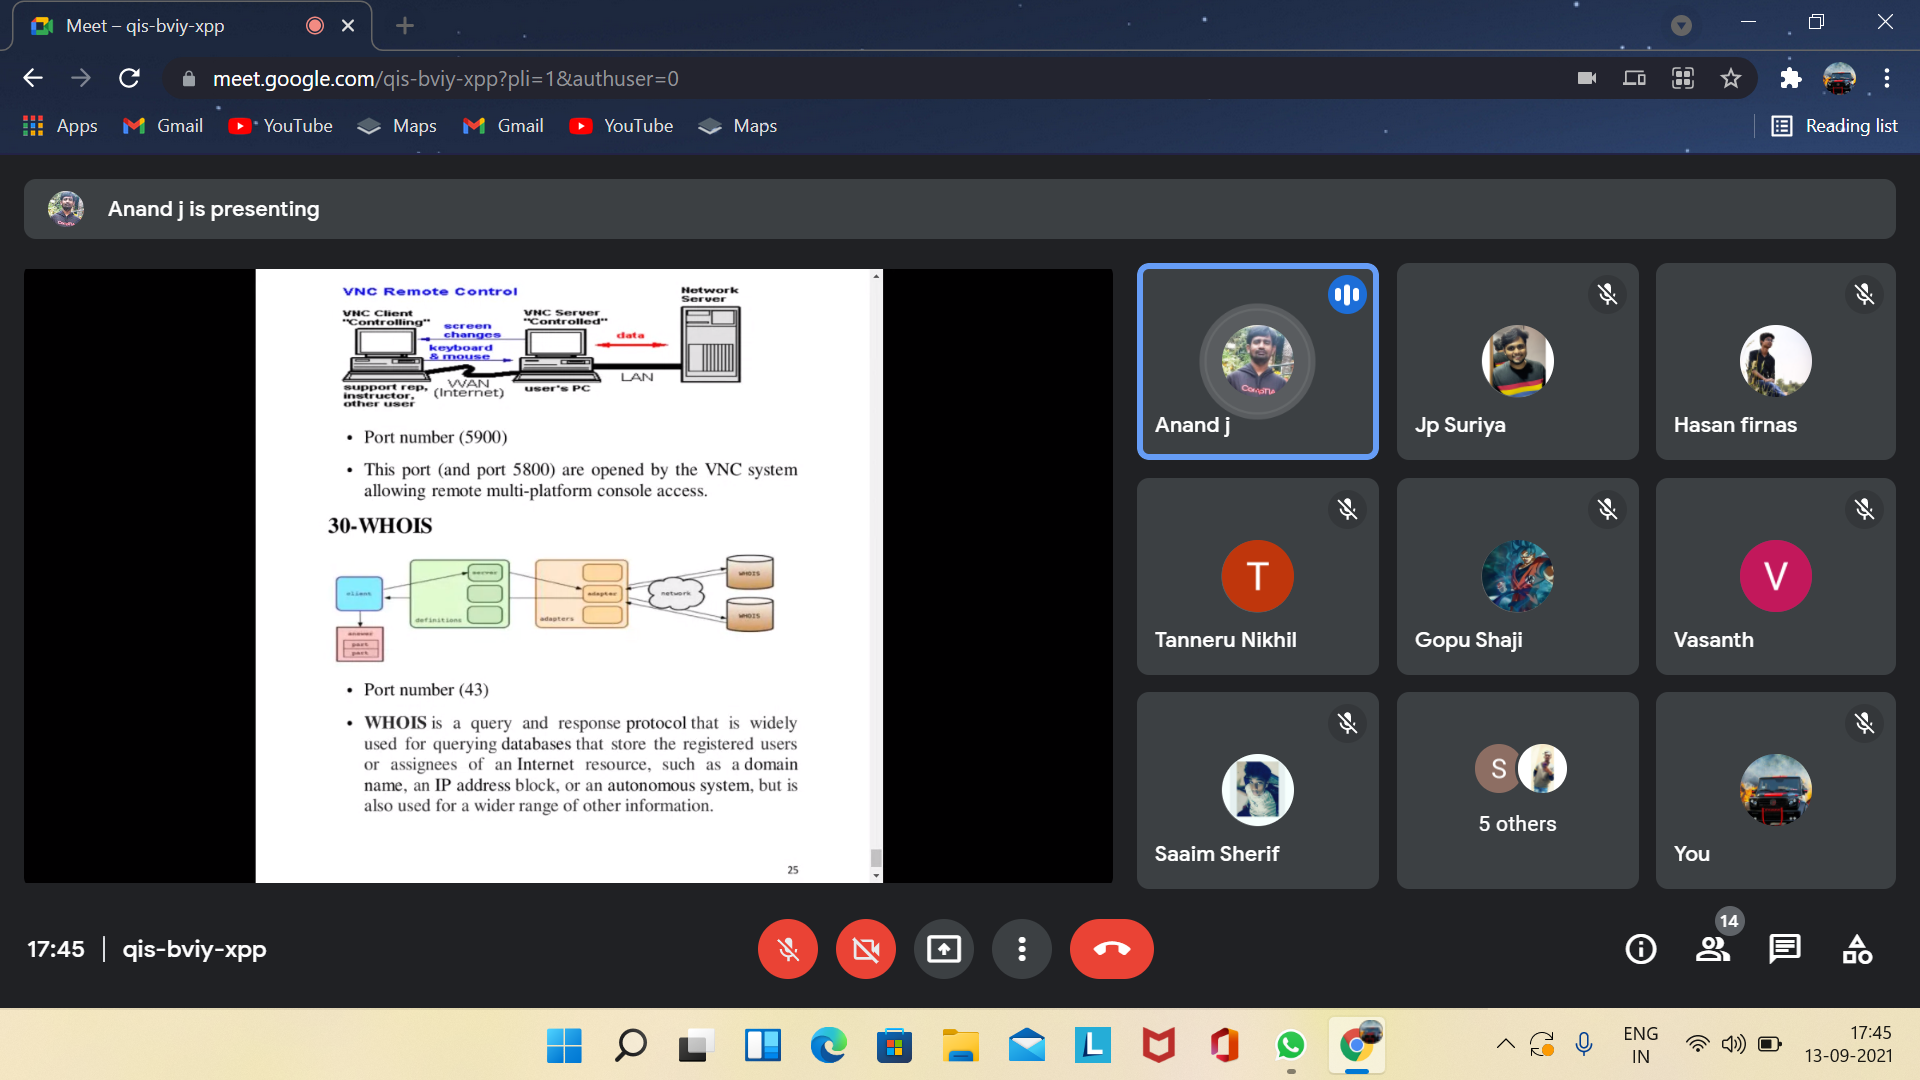 Meet – qis-bviy-xpp
meet.google.com/qis-bviy-xpp?pli=1&authuser=0
Apps
Gmail
YouTube
Maps
Gmail
YouTube
Maps
Reading list
Anand j is presenting
VNC Remote Control
Network
Server
VNC Client
"Controlling"
VNC Server
"Controlled"
screen
changes
keyboard
& mouse
data
WAN
(Internet)
LAN
support rep,
instructor,
other user
user's PC
• Port number (5900)
• This port (and port 5800) are opened by the VNC system
allowing remote multi-platform console access.
30-WHOIS
client
server
definitions
adapter
adapters
network
WHOIS
WHOIS
answer
part
part
• Port number (43)
• WHOIS is a query and response protocol that is widely
used for querying databases that store the registered users
or assignees of an Internet resource, such as a domain
name, an IP address block, or an autonomous system, but is
also used for a wider range of other information.
25
Anand j
Jp Suriya
Hasan firnas
T
Tanneru Nikhil
Gopu Shaji
V
Vasanth
Saaim Sherif
S
5 others
You
17:45
qis-bviy-xpp
14
L
ENG
IN
17:45
13-09-2021